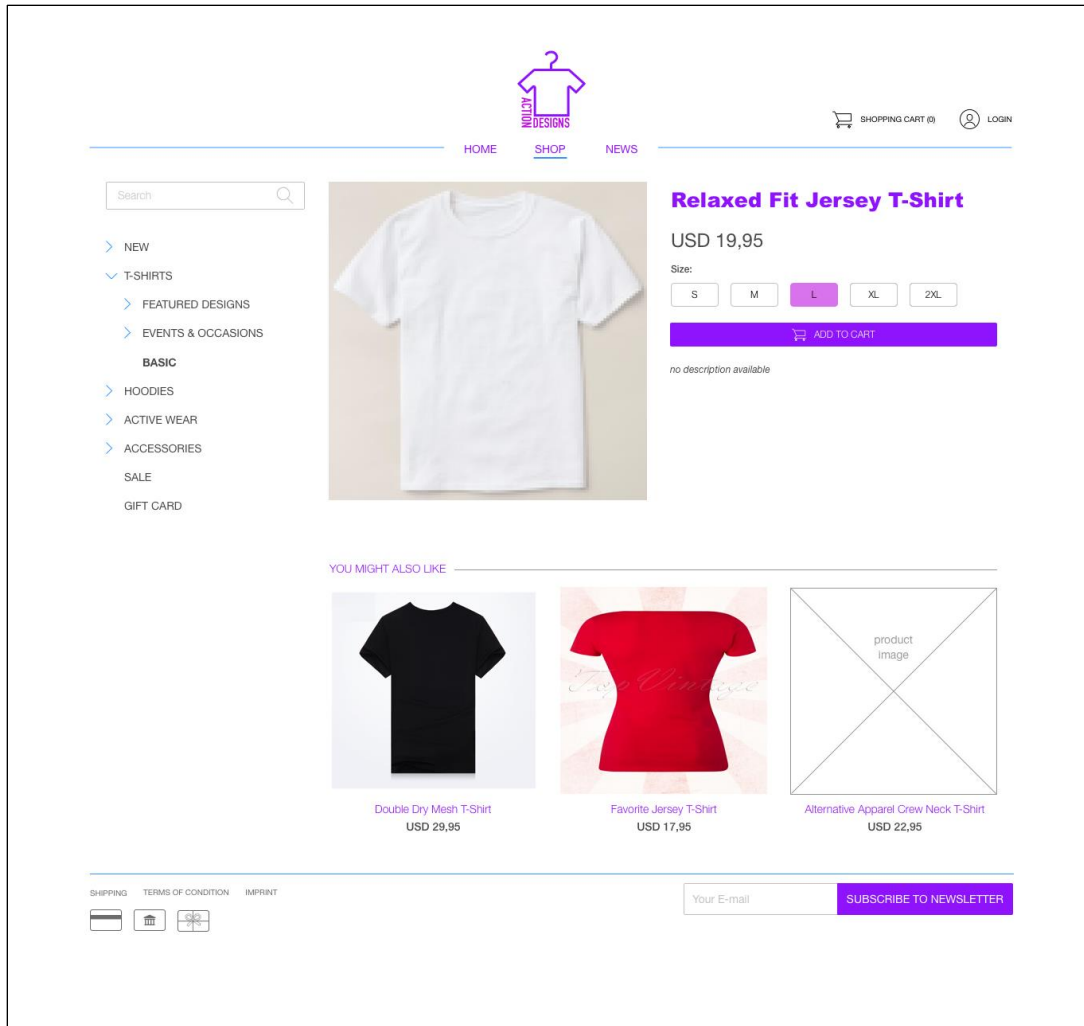 ACTION
DESIGNS
SHOPPING CART (0)
LOGIN
HOME
SHOP
NEWS
Search
NEW
T-SHIRTS
FEATURED DESIGNS
EVENTS & OCCASIONS
BASIC
HOODIES
ACTIVE WEAR
ACCESSORIES
SALE
GIFT CARD
Relaxed Fit Jersey T-Shirt
USD 19,95
Size:
S
M
L
XL
2XL
ADD TO CART
no description available
YOU MIGHT ALSO LIKE
Top Vintage
product
image
Double Dry Mesh T-Shirt
USD 29,95
Favorite Jersey T-Shirt
USD 17,95
Alternative Apparel Crew Neck T-Shirt
USD 22,95
SHIPPING
TERMS OF CONDITION
IMPRINT
Your E-mail
SUBSCRIBE TO NEWSLETTER